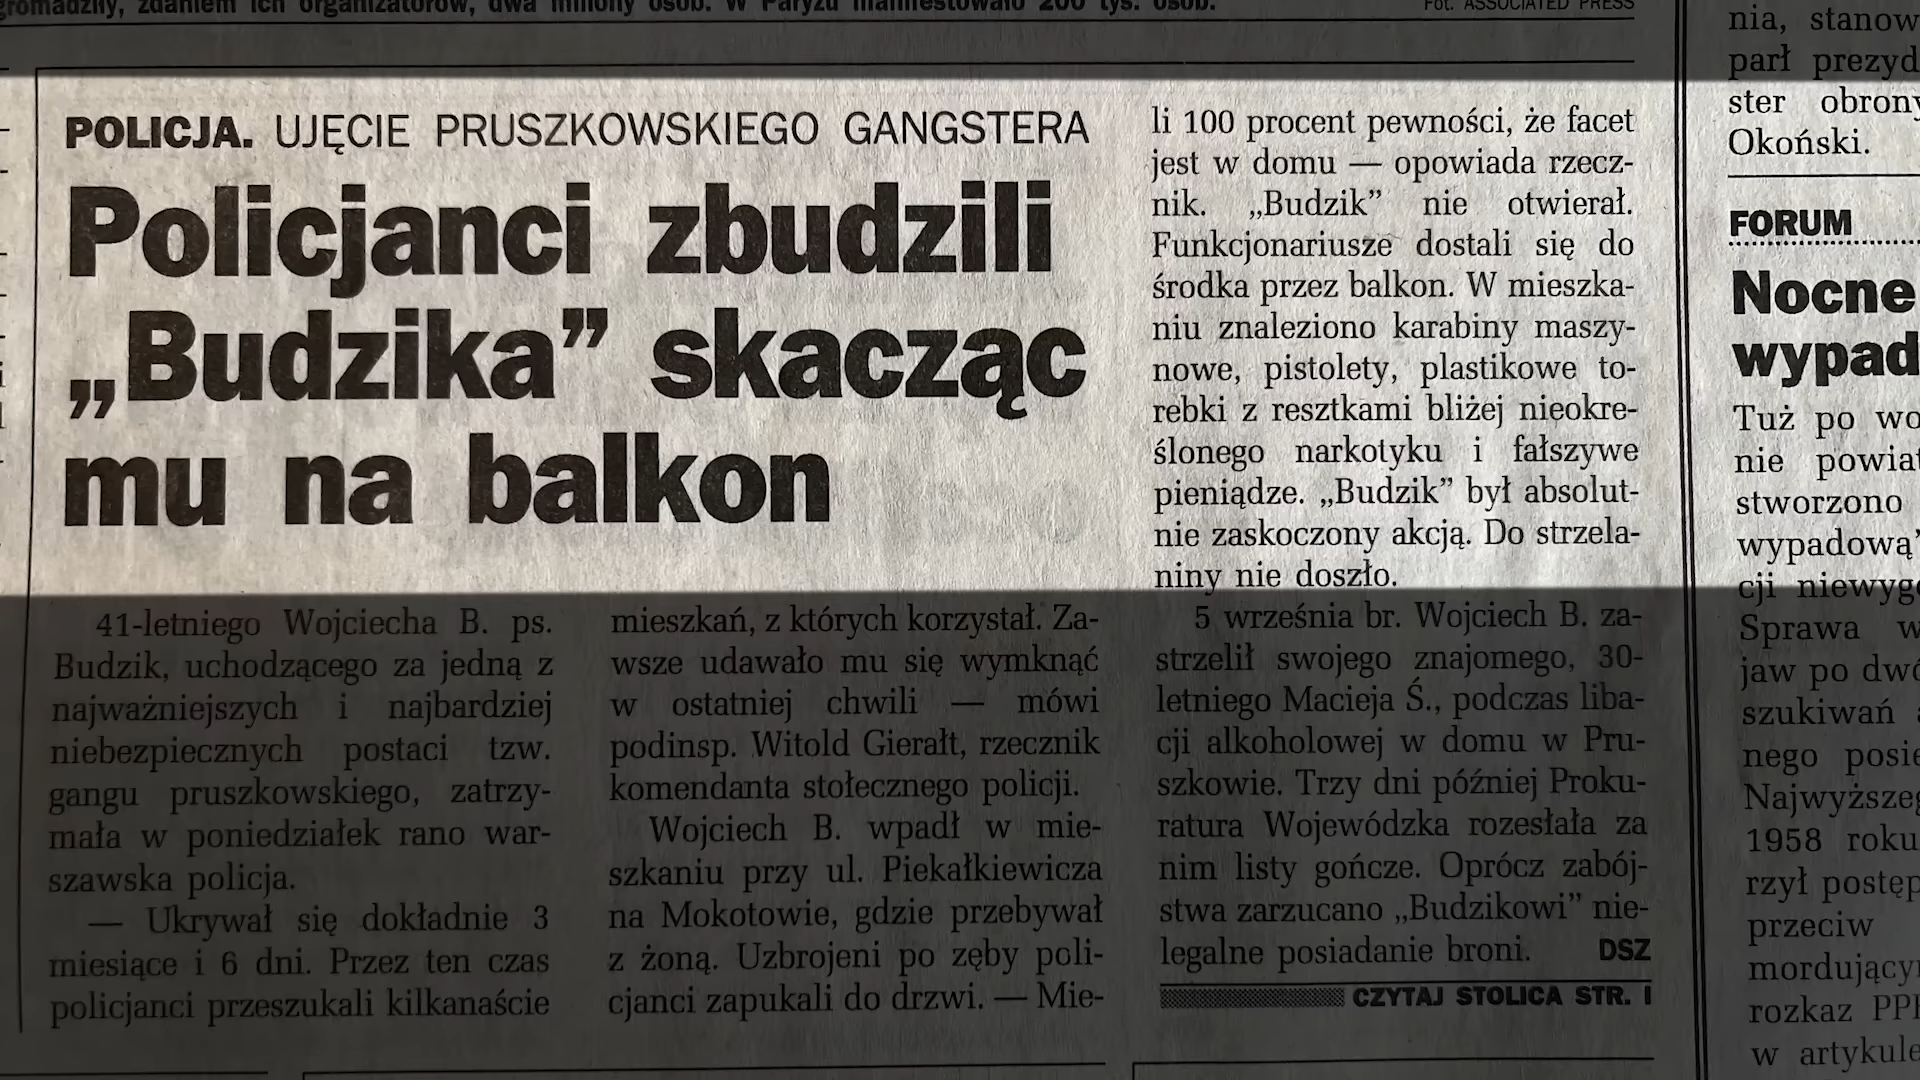 gromadziły, zdaniem ich organizatorów, dwa miliony osób. W Paryżu manifestowało 200 tys. osób.
Fot. ASSOCIATED PRESS
POLICJA. UJĘCIE PRUSZKOWSKIEGO GANGSTERA
Policjanci zbudzili
„Budzika” skacząc
mu na balkon
41-letniego Wojciecha B. ps.
Budzik, uchodzącego za jedną z
najważniejszych i najbardziej
niebezpiecznych postaci tzw.
gangu pruszkowskiego, zatrzy-
mała w poniedziałek rano war-
szawska policja.
— Ukrywał się dokładnie 3
miesiące i 6 dni. Przez ten czas
policjanci przeszukali kilkanaście
mieszkań, z których korzystał. Za-
wsze udawało mu się wymknąć
w ostatniej chwili — mówi
podinsp. Witold Gierałt, rzecznik
komendanta stołecznego policji.
Wojciech B. wpadł w mie-
szkaniu przy ul. Piekałkiewicza
na Mokotowie, gdzie przebywał
z żoną. Uzbrojeni po zęby poli-
cjanci zapukali do drzwi. — Mie-
li 100 procent pewności, że facet
jest w domu — opowiada rzecz-
nik. „Budzik” nie otwierał.
Funkcjonariusze dostali się do
środka przez balkon. W mieszka-
niu znaleziono karabiny maszy-
nowe, pistolety, plastikowe to-
rebki z resztkami bliżej nieokre-
ślonego narkotyku i fałszywe
pieniądze. „Budzik” był absolut-
nie zaskoczony akcją. Do strzela-
niny nie doszło.
5 września br. Wojciech B. za-
strzelił swojego znajomego, 30-
letniego Macieja Ś., podczas liba-
cji alkoholowej w domu w Pru-
szkowie. Trzy dni później Proku-
ratura Wojewódzka rozesłała za
nim listy gończe. Oprócz zabój-
stwa zarzucano „Budzikowi” nie-
legalne posiadanie broni. DSZ
CZYTAJ STOLICA STR. I
nia, stanow
parł prezyd
ster obrony
Okoński.
FORUM
Nocne
wypad
Tuż po wo
nie powiat
stworzono
wypadową”
cji niewyg
Sprawa w
jaw po dwó
szukiwań
nego posie
Najwyższeg
1958 roku
rzył postęp
przeciw
mordującym
rozkaz PP
w artykule